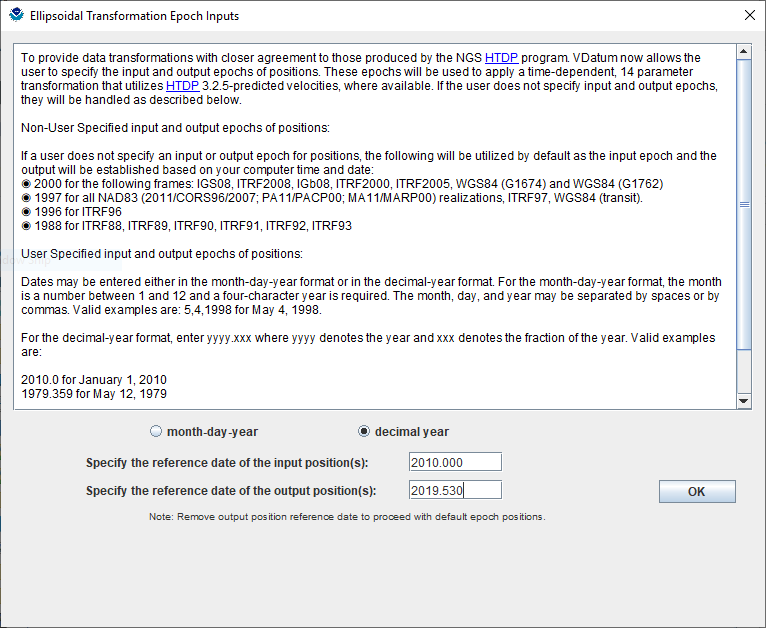 Ellipsoidal Transformation Epoch Inputs
To provide data transformations with closer agreement to those produced by the NGS HTDP program. VDatum now allows the
user to specify the input and output epochs of positions. These epochs will be used to apply a time-dependent, 14 parameter
transformation that utilizes HTDP 3.2.5-predicted velocities, where available. If the user does not specify input and output epochs,
they will be handled as described below.
Non-User Specified input and output epochs of positions:
If a user does not specify an input or output epoch for positions, the following will be utilized by default as the input epoch and the
output will be established based on your computer time and date:
2000 for the following frames: IGS08, ITRF2008, IGb08, ITRF2000, ITRF2005, WGS84 (G1674) and WGS84 (G1762)
1997 for all NAD83 (2011/CORS96/2007; PA11/PACP00; MA11/MARP00) realizations, ITRF97, WGS84 (transit).
1996 for ITRF96
1988 for ITRF88, ITRF89, ITRF90, ITRF91, ITRF92, ITRF93
User Specified input and output epochs of positions:
Dates may be entered either in the month-day-year format or in the decimal-year format. For the month-day-year format, the month
is a number between 1 and 12 and a four-character year is required. The month, day, and year may be separated by spaces or by
commas. Valid examples are: 5,4,1998 for May 4, 1998.
For the decimal-year format, enter yyyy.xxx where yyyy denotes the year and xxx denotes the fraction of the year. Valid examples
are:
2010.0 for January 1, 2010
1979.359 for May 12, 1979
month-day-year decimal year
Specify the reference date of the input position(s): 2010.000
Specify the reference date of the output position(s): 2019.530
OK
Note: Remove output position reference date to proceed with default epoch positions.